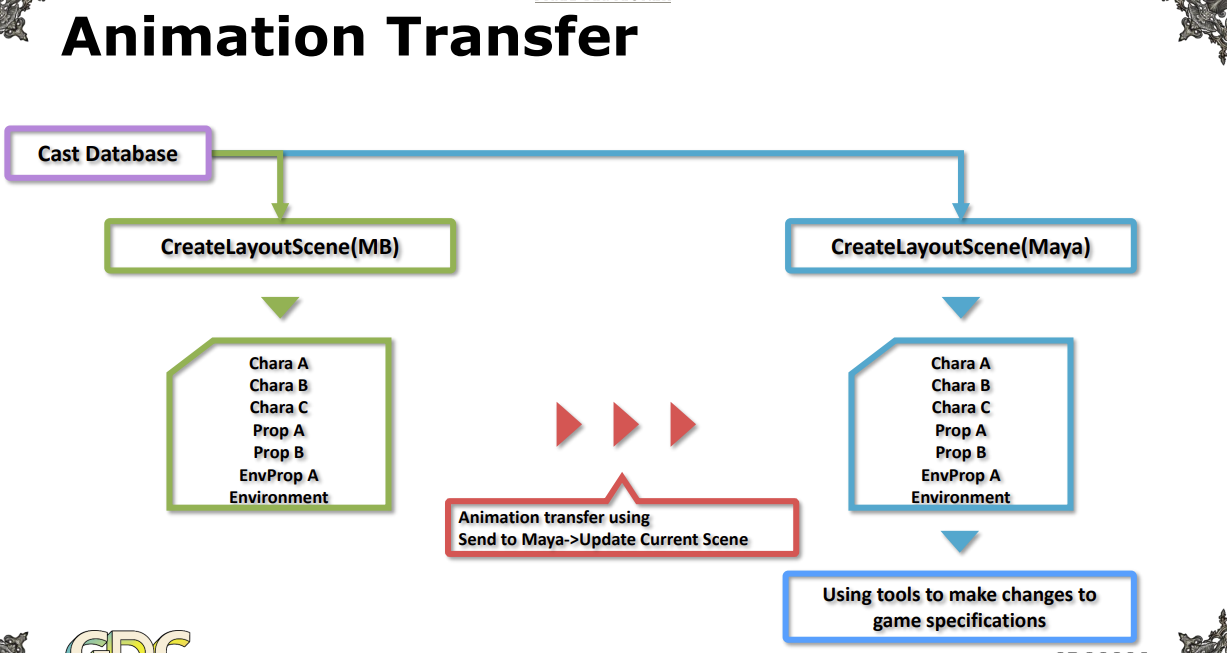 Animation Transfer
Cast Database
CreateLayoutScene(MB)
CreateLayoutScene(Maya)
Chara A
Chara B
Chara C
Prop A
Prop B
EnvProp A
Environment
Chara A
Chara B
Chara C
Prop A
Prop B
EnvProp A
Environment
Animation transfer using
Send to Maya->Update Current Scene
Using tools to make changes to
game specifications
GDC